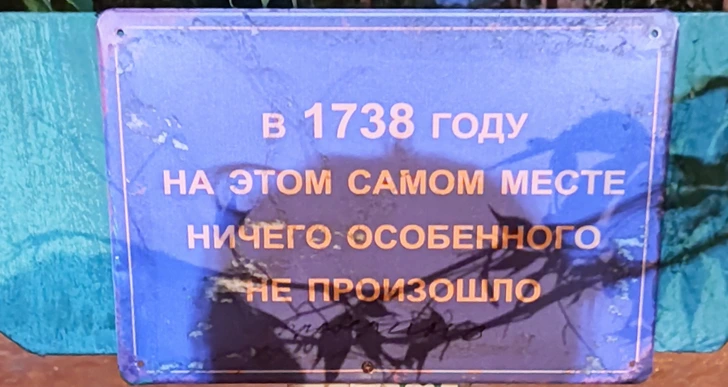 В 1738 ГОДУ
НА ЭТОМ САМОМ МЕСТЕ
НИЧЕГО ОСОБЕННОГО
НЕ ПРОИЗОШЛО